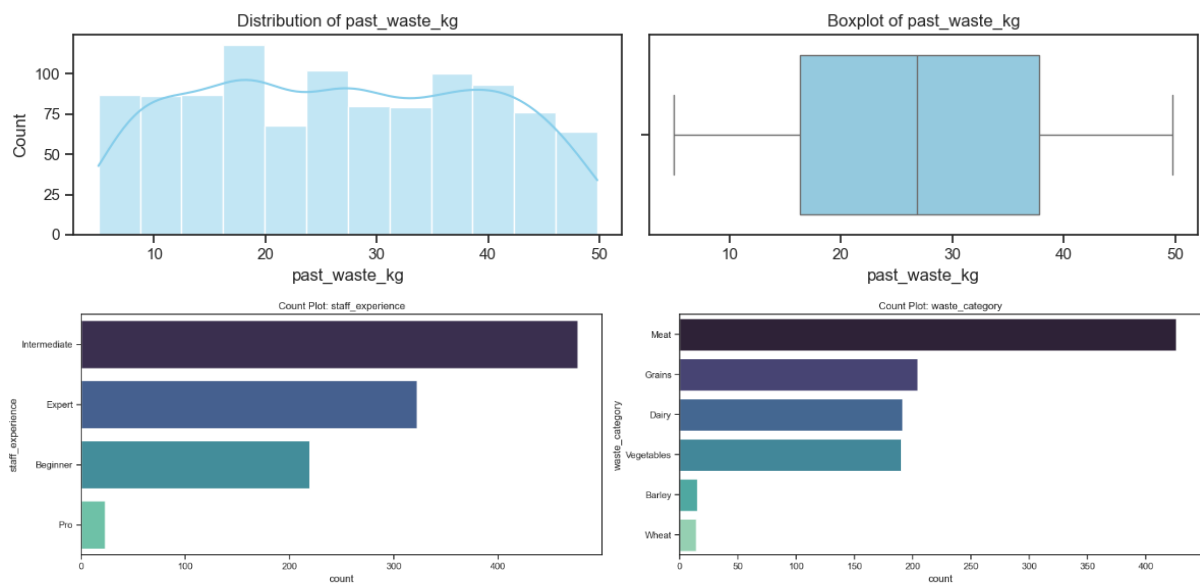 Distribution of past_waste_kg
Count
100
75
50
25
0
10 20 30 40 50
past_waste_kg
Boxplot of past_waste_kg
10 20 30 40 50
past_waste_kg
Count Plot: staff_experience
staff_experience
Intermediate
Expert
Beginner
Pro
0 100 200 300 400
count
Count Plot: waste_category
waste_category
Meat
Grains
Dairy
Vegetables
Barley
Wheat
0 50 100 150 200 250 300 350 400
count